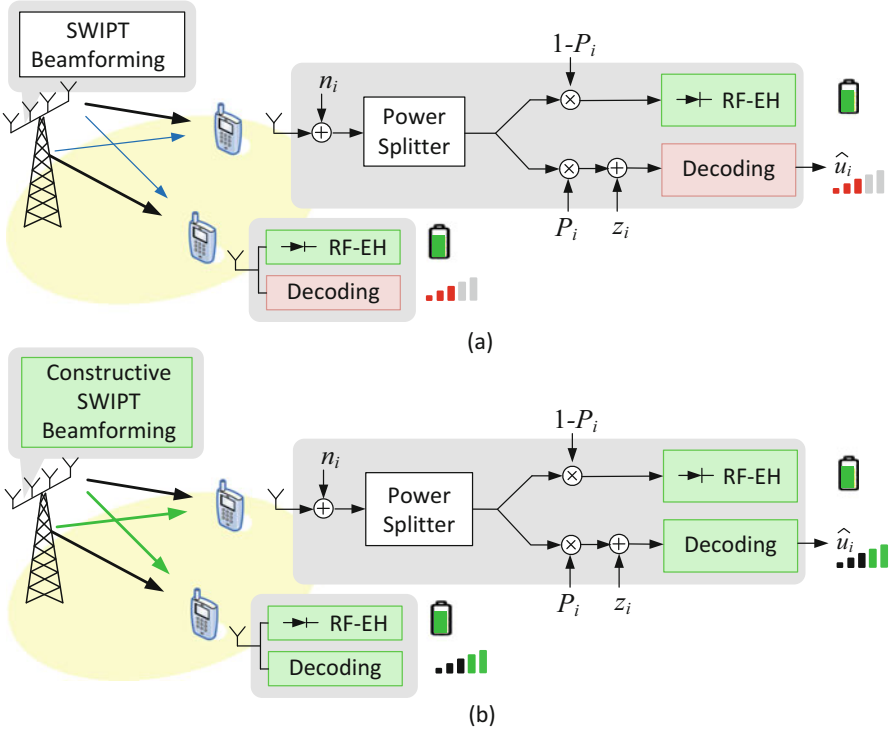 SWIPT
Beamforming
n_i
Power
Splitter
1-P_i
RF-EH
Decoding
û_i
P_i
z_i
RF-EH
Decoding
(a)
Constructive
SWIPT
Beamforming
n_i
Power
Splitter
1-P_i
RF-EH
Decoding
û_i
P_i
z_i
RF-EH
Decoding
(b)